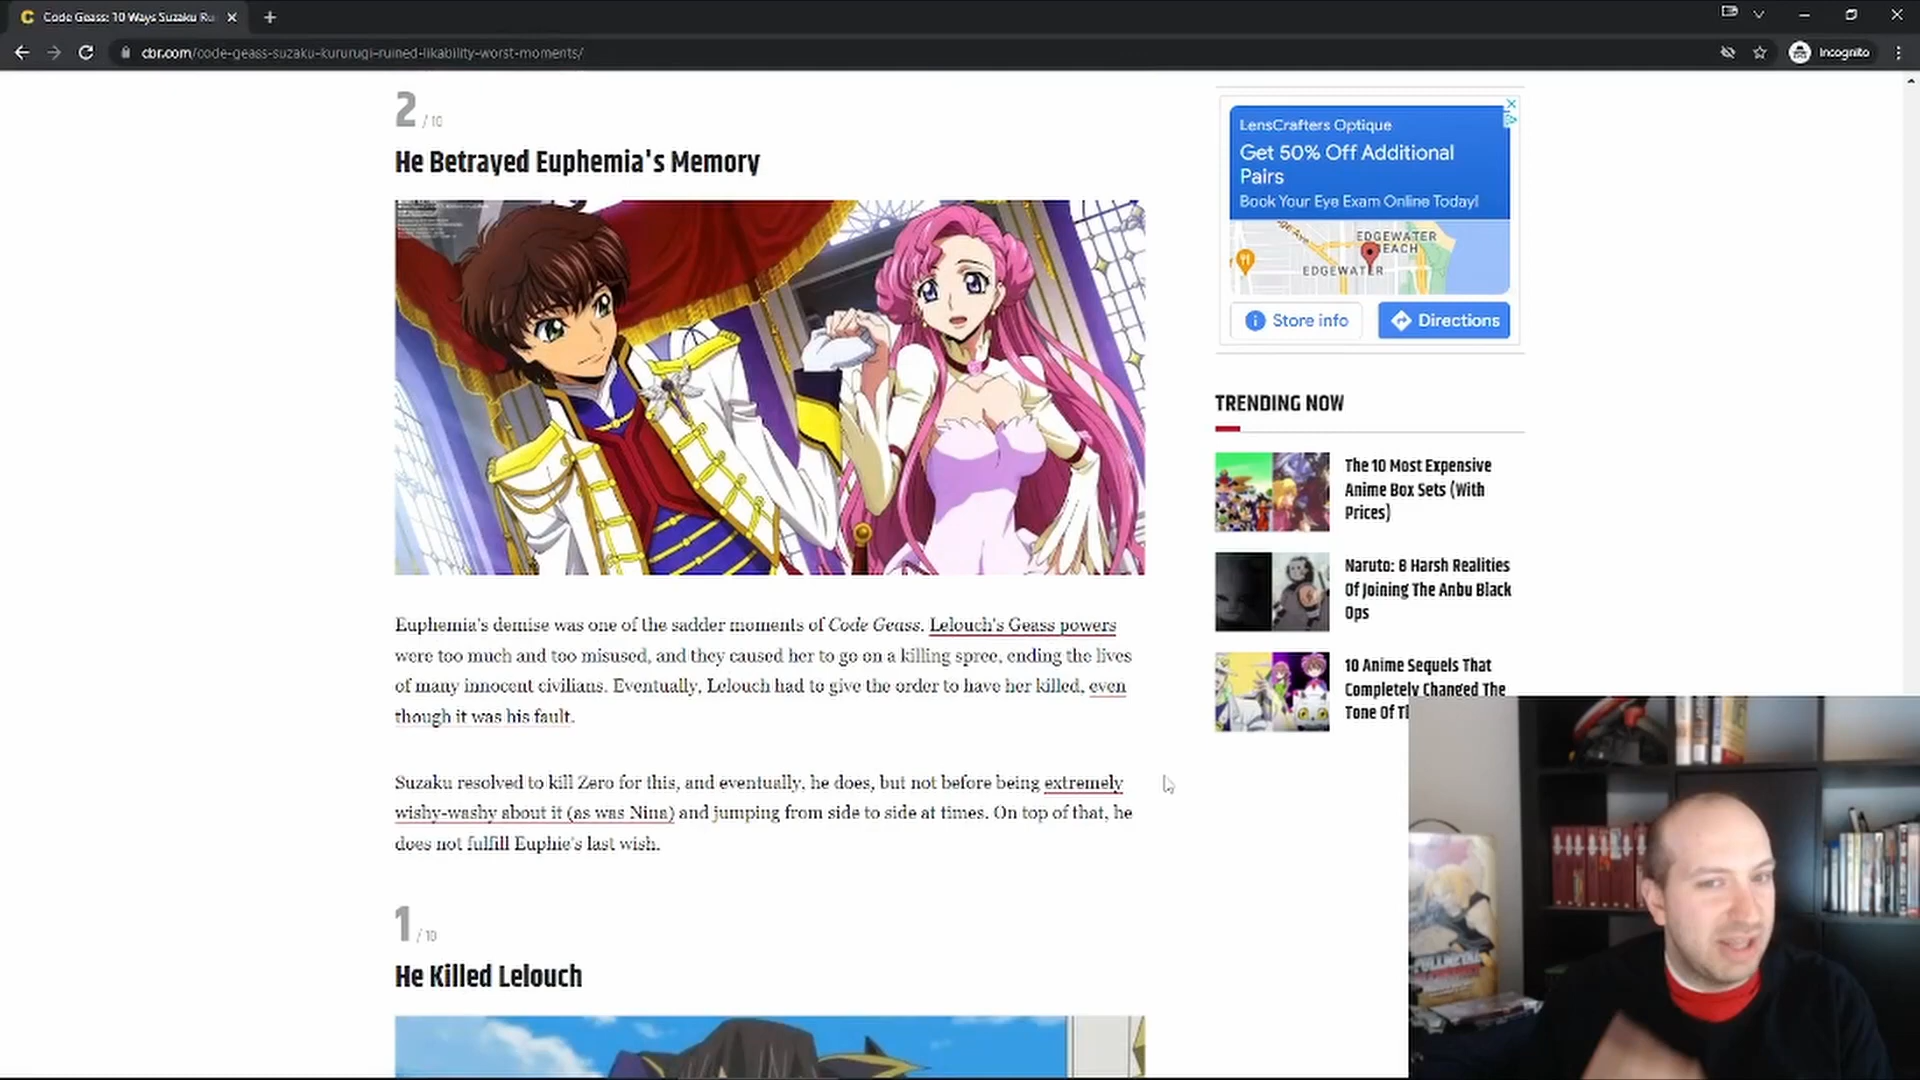 Code Geass: 10 Ways Suzaku Ru
cbr.com/code-geass-suzaku-kururugi-ruined-likability-worst-moments/
Incognito
2 / 10
He Betrayed Euphemia's Memory
Euphemia's demise was one of the sadder moments of Code Geass. Lelouch's Geass powers
were too much and too misused, and they caused her to go on a killing spree, ending the lives
of many innocent civilians. Eventually, Lelouch had to give the order to have her killed, even
though it was his fault.
Suzaku resolved to kill Zero for this, and eventually, he does, but not before being extremely
wishy-washy about it (as was Nina) and jumping from side to side at times. On top of that, he
does not fulfill Euphie's last wish.
1 / 10
He Killed Lelouch
LensCrafters Optique
Get 50% Off Additional
Pairs
Book Your Eye Exam Online Today!
EDGEWATER
BEACH
EDGEWATER
Store info
Directions
TRENDING NOW
The 10 Most Expensive
Anime Box Sets (With
Prices)
Naruto: 8 Harsh Realities
Of Joining The Anbu Black
Ops
10 Anime Sequels That
Completely Changed The
Tone Of